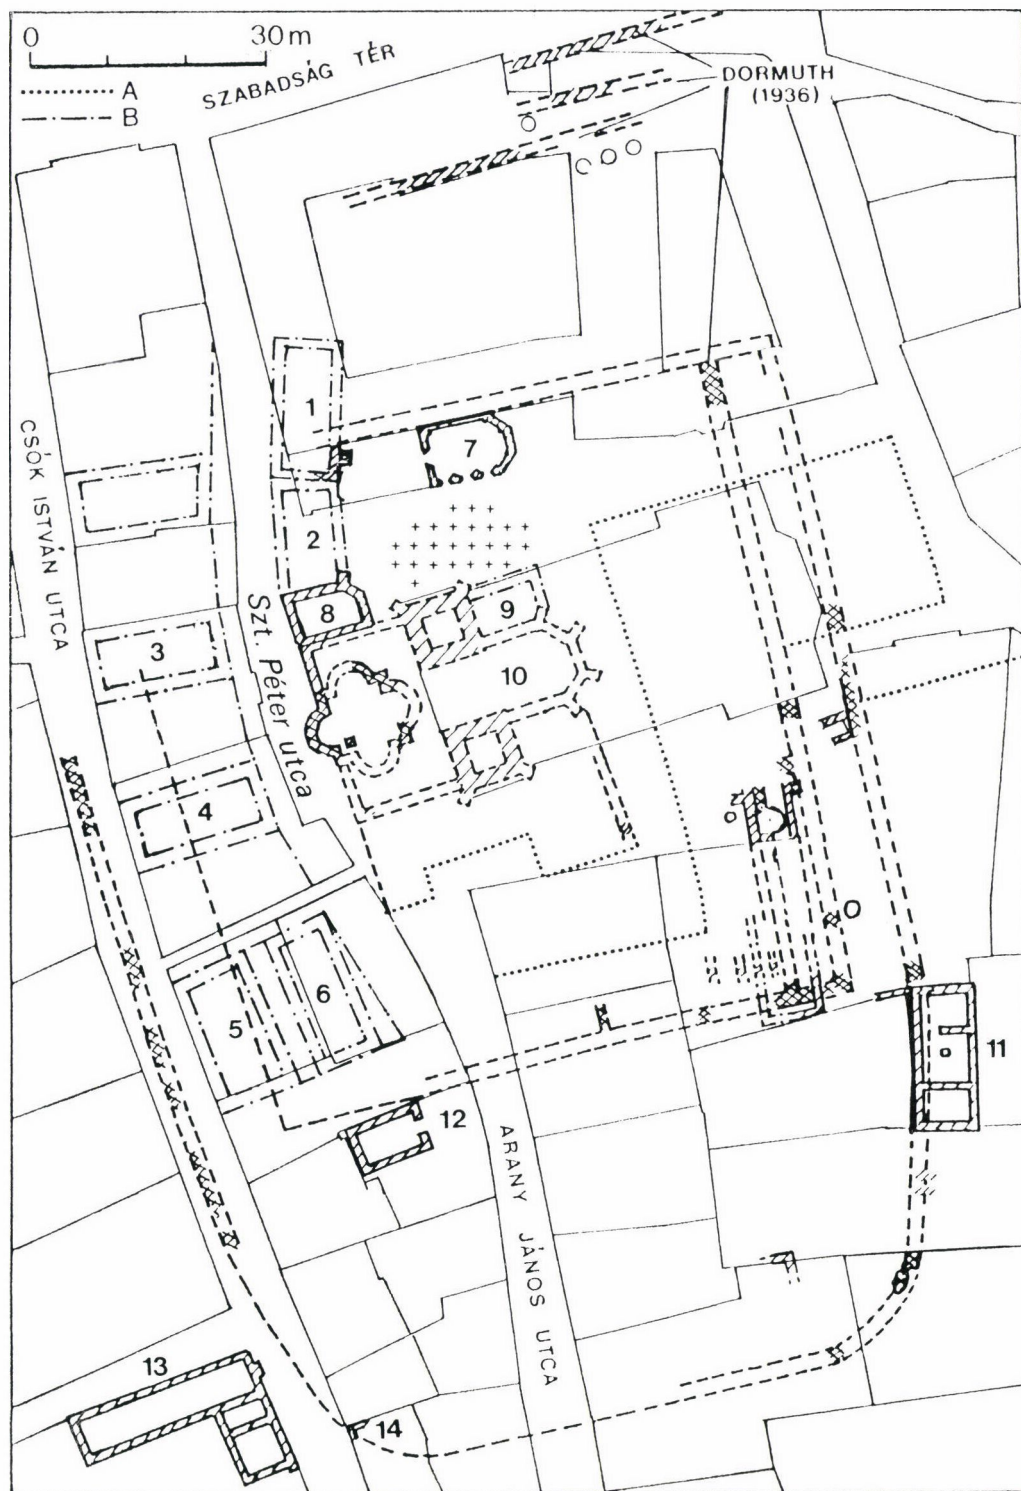 0 30 m
A
B
SZABADSÁG TÉR
DORMUTH
(1936)
CSÓK ISTVÁN UTCA
Szt. Péter utca
ARANY JÁNOS UTCA
1
2
3
4
5
6
7
8
9
10
11
12
13
14